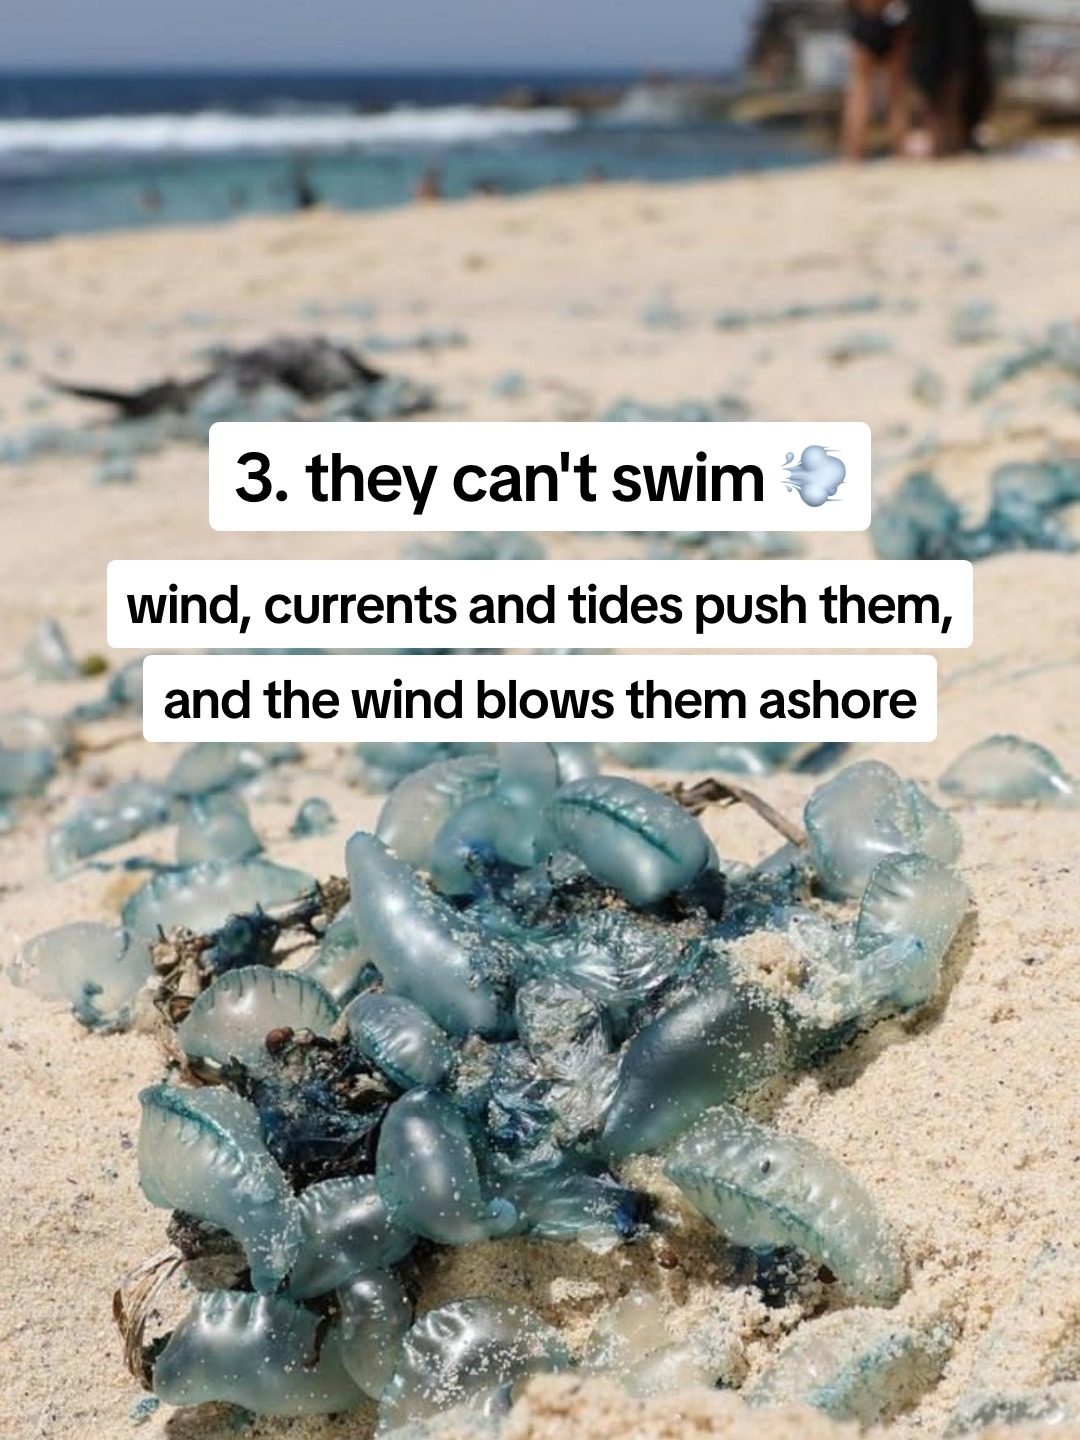 3. they can't swim 💨
wind, currents and tides push them,
and the wind blows them ashore